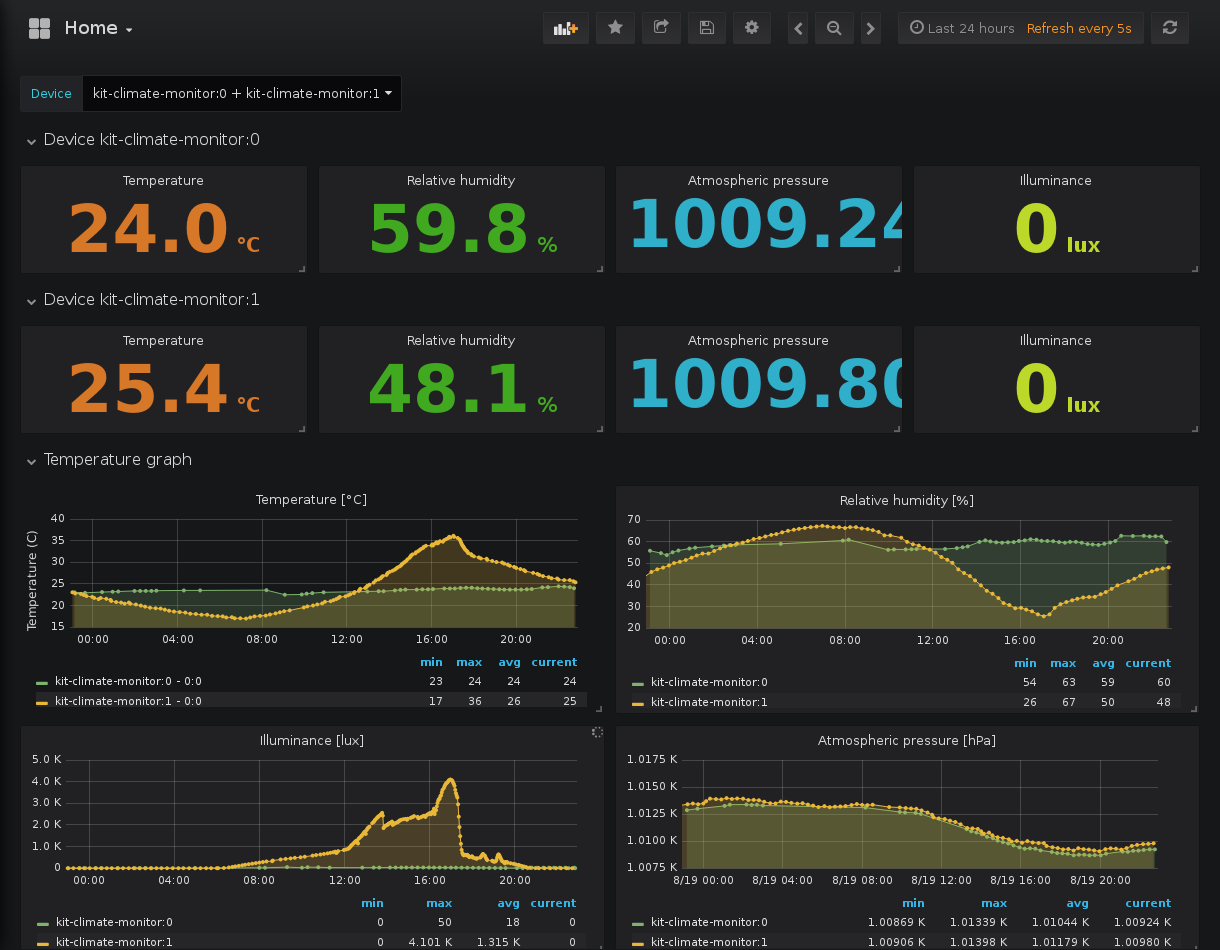 Home
Last 24 hours Refresh every 5s
Device kit-climate-monitor:0 + kit-climate-monitor:1
Device kit-climate-monitor:0
Temperature Relative humidity Atmospheric pressure Illuminance
24.0 °C 59.8 % 1009.24 0 lux
Device kit-climate-monitor:1
Temperature Relative humidity Atmospheric pressure Illuminance
25.4 °C 48.1 % 1009.80 0 lux
Temperature graph
Temperature [°C]
Temperature (C)
40
35
30
25
20
15
00:00 04:00 08:00 12:00 16:00 20:00
min max avg current
kit-climate-monitor:0 - 0:0 23 24 24 24
kit-climate-monitor:1 - 0:0 17 36 26 25
Relative humidity [%]
70
60
50
40
30
20
00:00 04:00 08:00 12:00 16:00 20:00
min max avg current
kit-climate-monitor:0 54 63 59 60
kit-climate-monitor:1 26 67 50 48
Illuminance [lux]
5.0 K
4.0 K
3.0 K
2.0 K
1.0 K
0
00:00 04:00 08:00 12:00 16:00 20:00
min max avg current
kit-climate-monitor:0 0 50 18 0
kit-climate-monitor:1 0 4.101 K 1.315 K 0
Atmospheric pressure [hPa]
1.0175 K
1.0150 K
1.0125 K
1.0100 K
1.0075 K
8/19 00:00 8/19 04:00 8/19 08:00 8/19 12:00 8/19 16:00 8/19 20:00
min max avg current
kit-climate-monitor:0 1.00869 K 1.01339 K 1.01044 K 1.00924 K
kit-climate-monitor:1 1.00906 K 1.01398 K 1.01179 K 1.00980 K